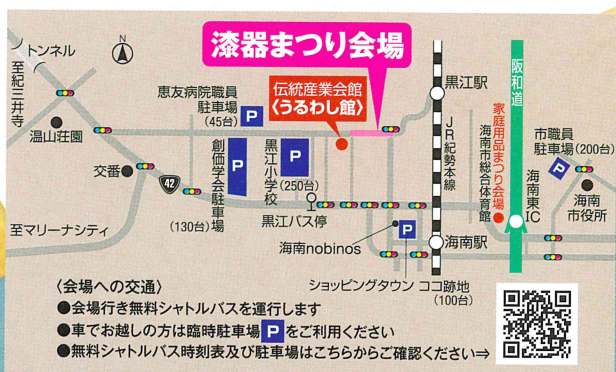 トンネル
至紀三井寺
N
漆器まつり会場
恵友病院職員
駐車場
(45台)
P
伝統産業会館
〈うるわし館〉
黒江駅
阪和道
温山荘園
創価学会駐車場
P
(130台)
黒江小学校
P
(250台)
JR紀勢本線
家庭用品まつり会場
海南市総合体育館
市職員
駐車場(200台)
P
海南
市役所
海南東IC
交番
42
黒江バス停
至マリーナシティ
海南nobinos
P
海南駅
ショッピングタウン ココ跡地
(100台)
〈会場への交通〉
●会場行き無料シャトルバスを運行します
●車でお越しの方は臨時駐車場Pをご利用ください
●無料シャトルバス時刻表及び駐車場はこちらからご確認ください⇒